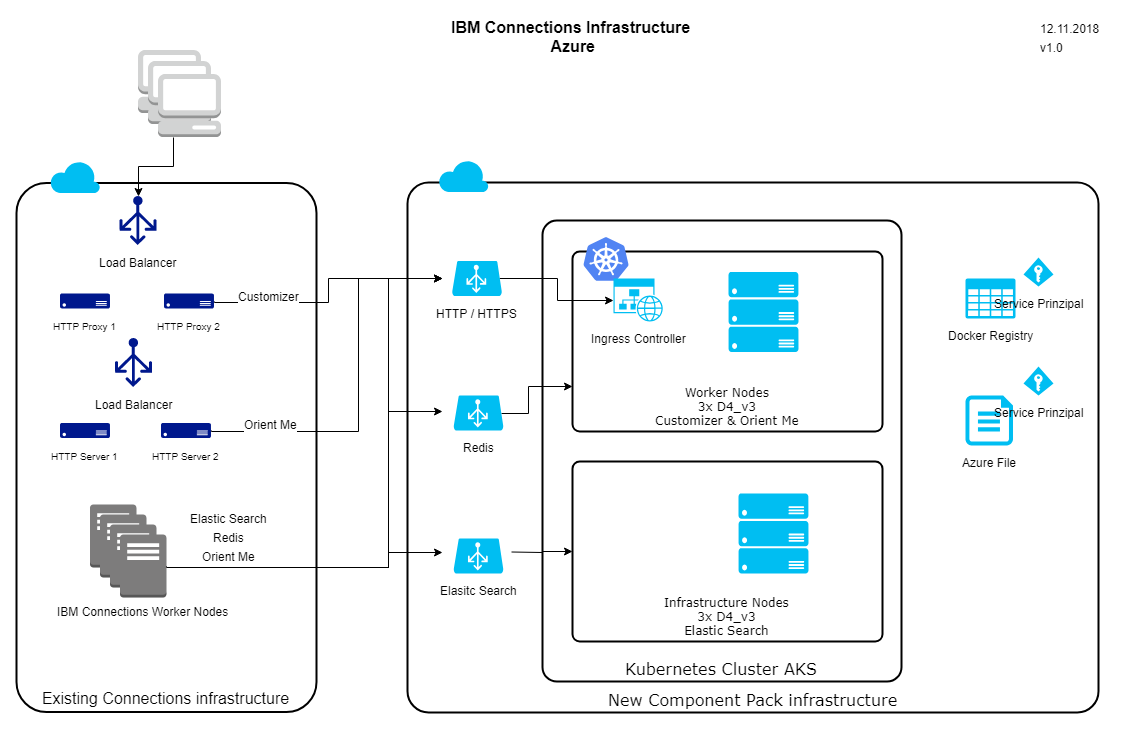 IBM Connections Infrastructure
Azure
12.11.2018
v1.0
Load Balancer
HTTP Proxy 1
HTTP Proxy 2
Customizer
Load Balancer
HTTP Server 1
HTTP Server 2
Orient Me
Elastic Search
Redis
Orient Me
IBM Connections Worker Nodes
Existing Connections infrastructure
HTTP / HTTPS
Redis
Elasitc Search
Ingress Controller
Worker Nodes
3x D4_v3
Customizer & Orient Me
Infrastructure Nodes
3x D4_v3
Elastic Search
Kubernetes Cluster AKS
New Component Pack infrastructure
Service Prinzipal
Docker Registry
Service Prinzipal
Azure File